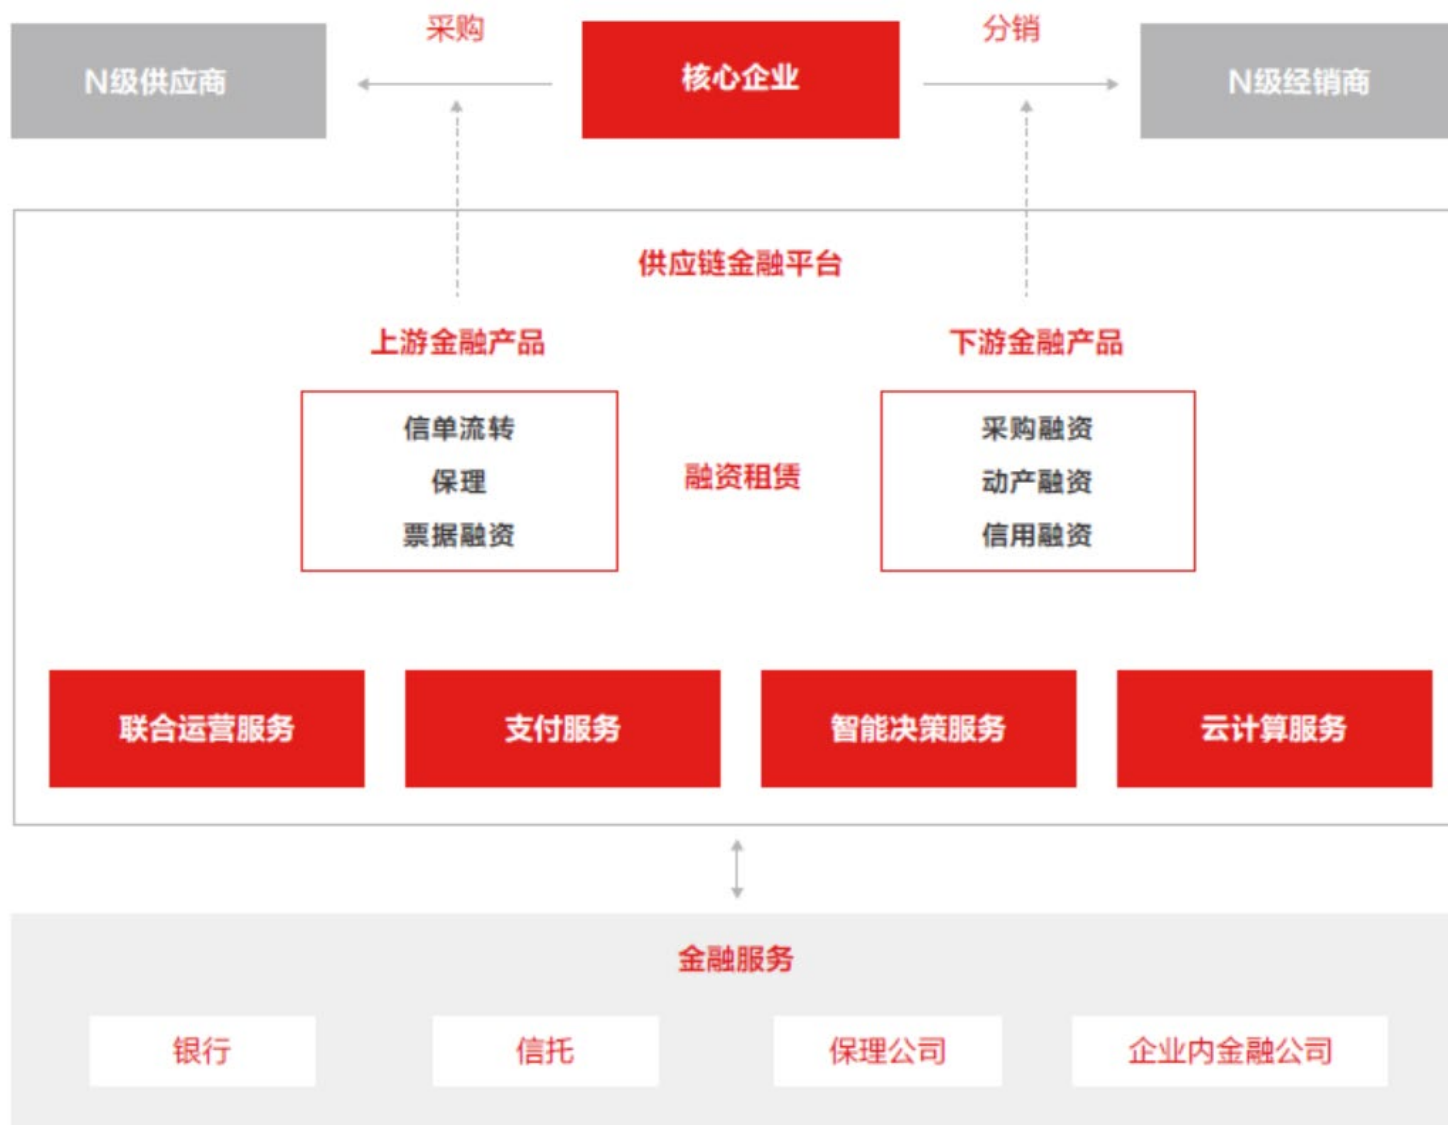 采购
分销
N级供应商
核心企业
N级经销商
供应链金融平台
上游金融产品
下游金融产品
信单流转
保理
票据融资
融资租赁
采购融资
动产融资
信用融资
联合运营服务
支付服务
智能决策服务
云计算服务
金融服务
银行
信托
保理公司
企业内金融公司